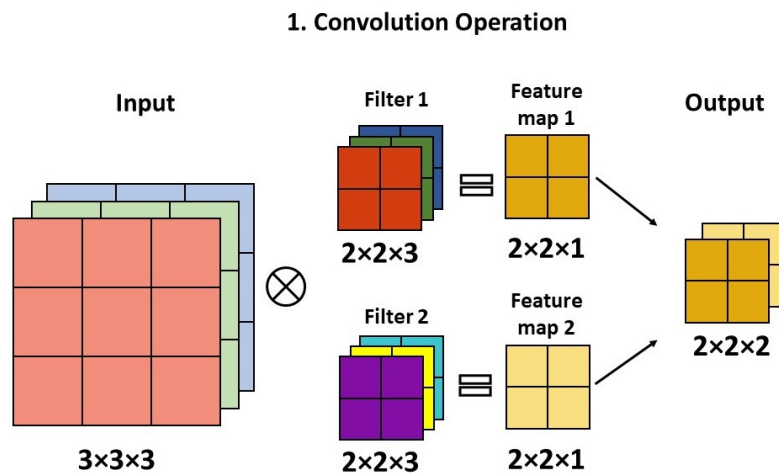 1. Convolution Operation
Input
Filter 1
Feature
map 1
Output
2×2×3
2×2×1
Filter 2
Feature
map 2
2×2×2
3×3×3
2×2×3
2×2×1